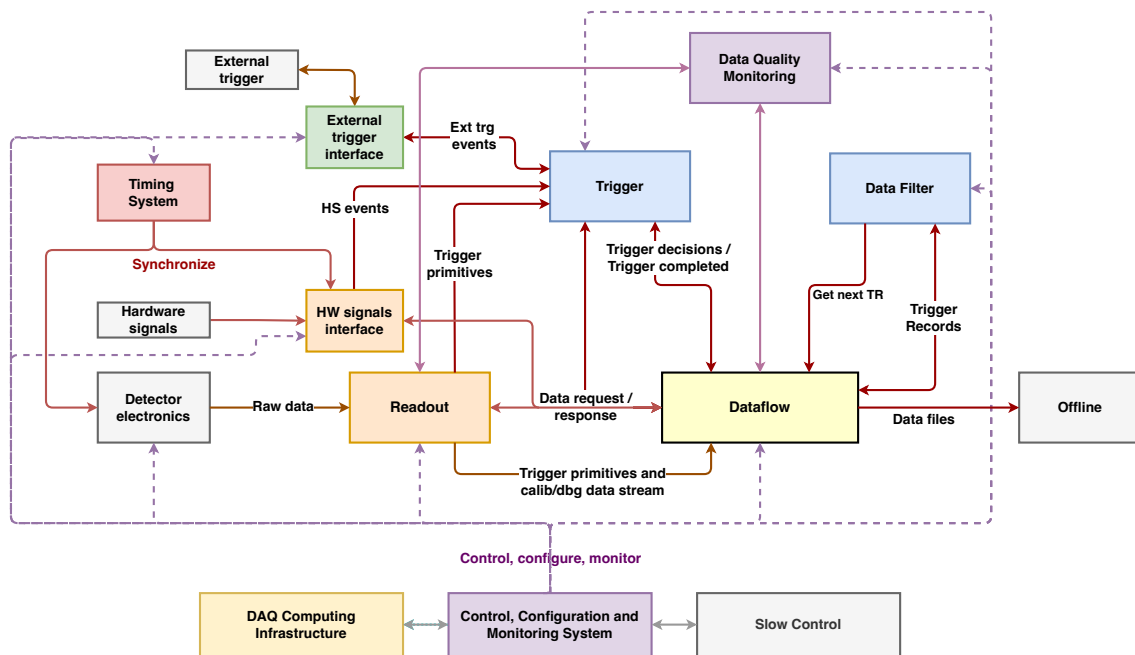 External
trigger
Data Quality
Monitoring
External
trigger
interface
Ext trg
events
Timing
System
Trigger
Data Filter
HS events
Synchronize
Trigger
primitives
Trigger decisions /
Trigger completed
Get next TR
Trigger
Records
Hardware
signals
HW signals
interface
Detector
electronics
Raw data
Readout
Data request /
response
Dataflow
Data files
Offline
Trigger primitives and
calib/dbg data stream
Control, configure, monitor
DAQ Computing
Infrastructure
Control, Configuration and
Monitoring System
Slow Control